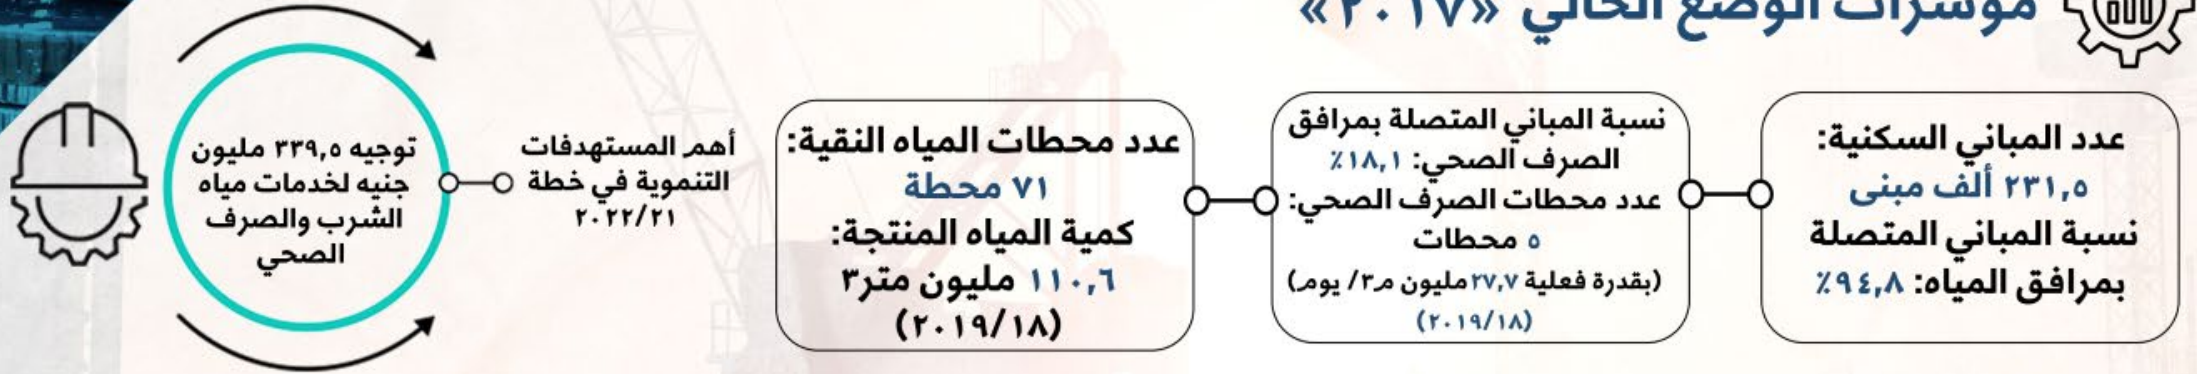 مؤشرات الوضع الحالي «٢٠١٧»
عدد المباني السكنية:
٢٣١,٥ ألف مبنى
نسبة المباني المتصلة
بمرافق المياه: ٩٤,٨٪
نسبة المباني المتصلة بمرافق
الصرف الصحي: ١٨,١٪
عدد محطات الصرف الصحي:
٥ محطات
(بقدرة فعلية ٢٧,٧ مليون م٣/ يوم)
(٢٠١٩/١٨)
عدد محطات المياه النقية:
٧١ محطة
كمية المياه المنتجة:
١١٠,٦ مليون متر٣
(٢٠١٩/١٨)
أهم المستهدفات
التنموية في خطة
٢٠٢٢/٢١
توجيه ٣٣٩,٥ مليون
جنيه لخدمات مياه
الشرب والصرف
الصحي